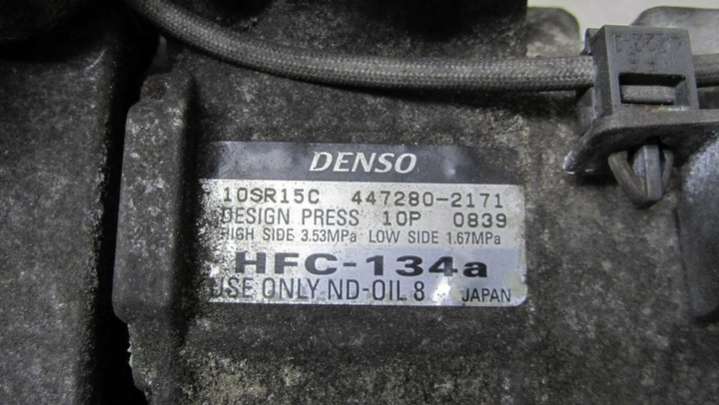 DENSO
10SR15C 447280-2171
DESIGN PRESS 10P 0839
HIGH SIDE 3.53MPa LOW SIDE 1.67MPa
HFC-134a
USE ONLY ND-OIL 8 JAPAN